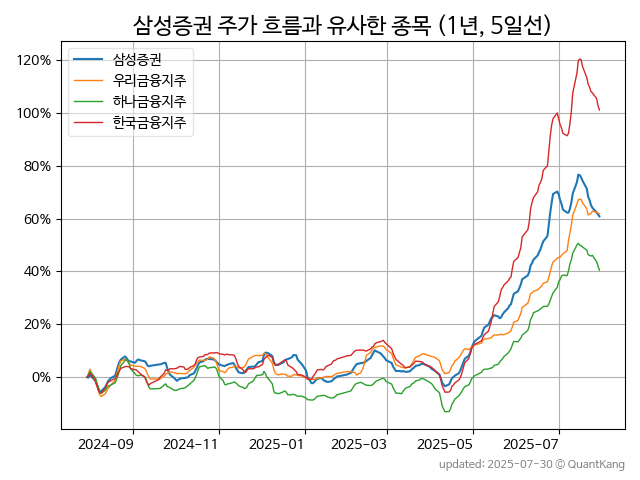 삼성증권 주가 흐름과 유사한 종목 (1년, 5일선)
삼성증권
우리금융지주
하나금융지주
한국금융지주
120%
100%
80%
60%
40%
20%
0%
2024-09 2024-11 2025-01 2025-03 2025-05 2025-07
updated: 2025-07-30 © QuantKang